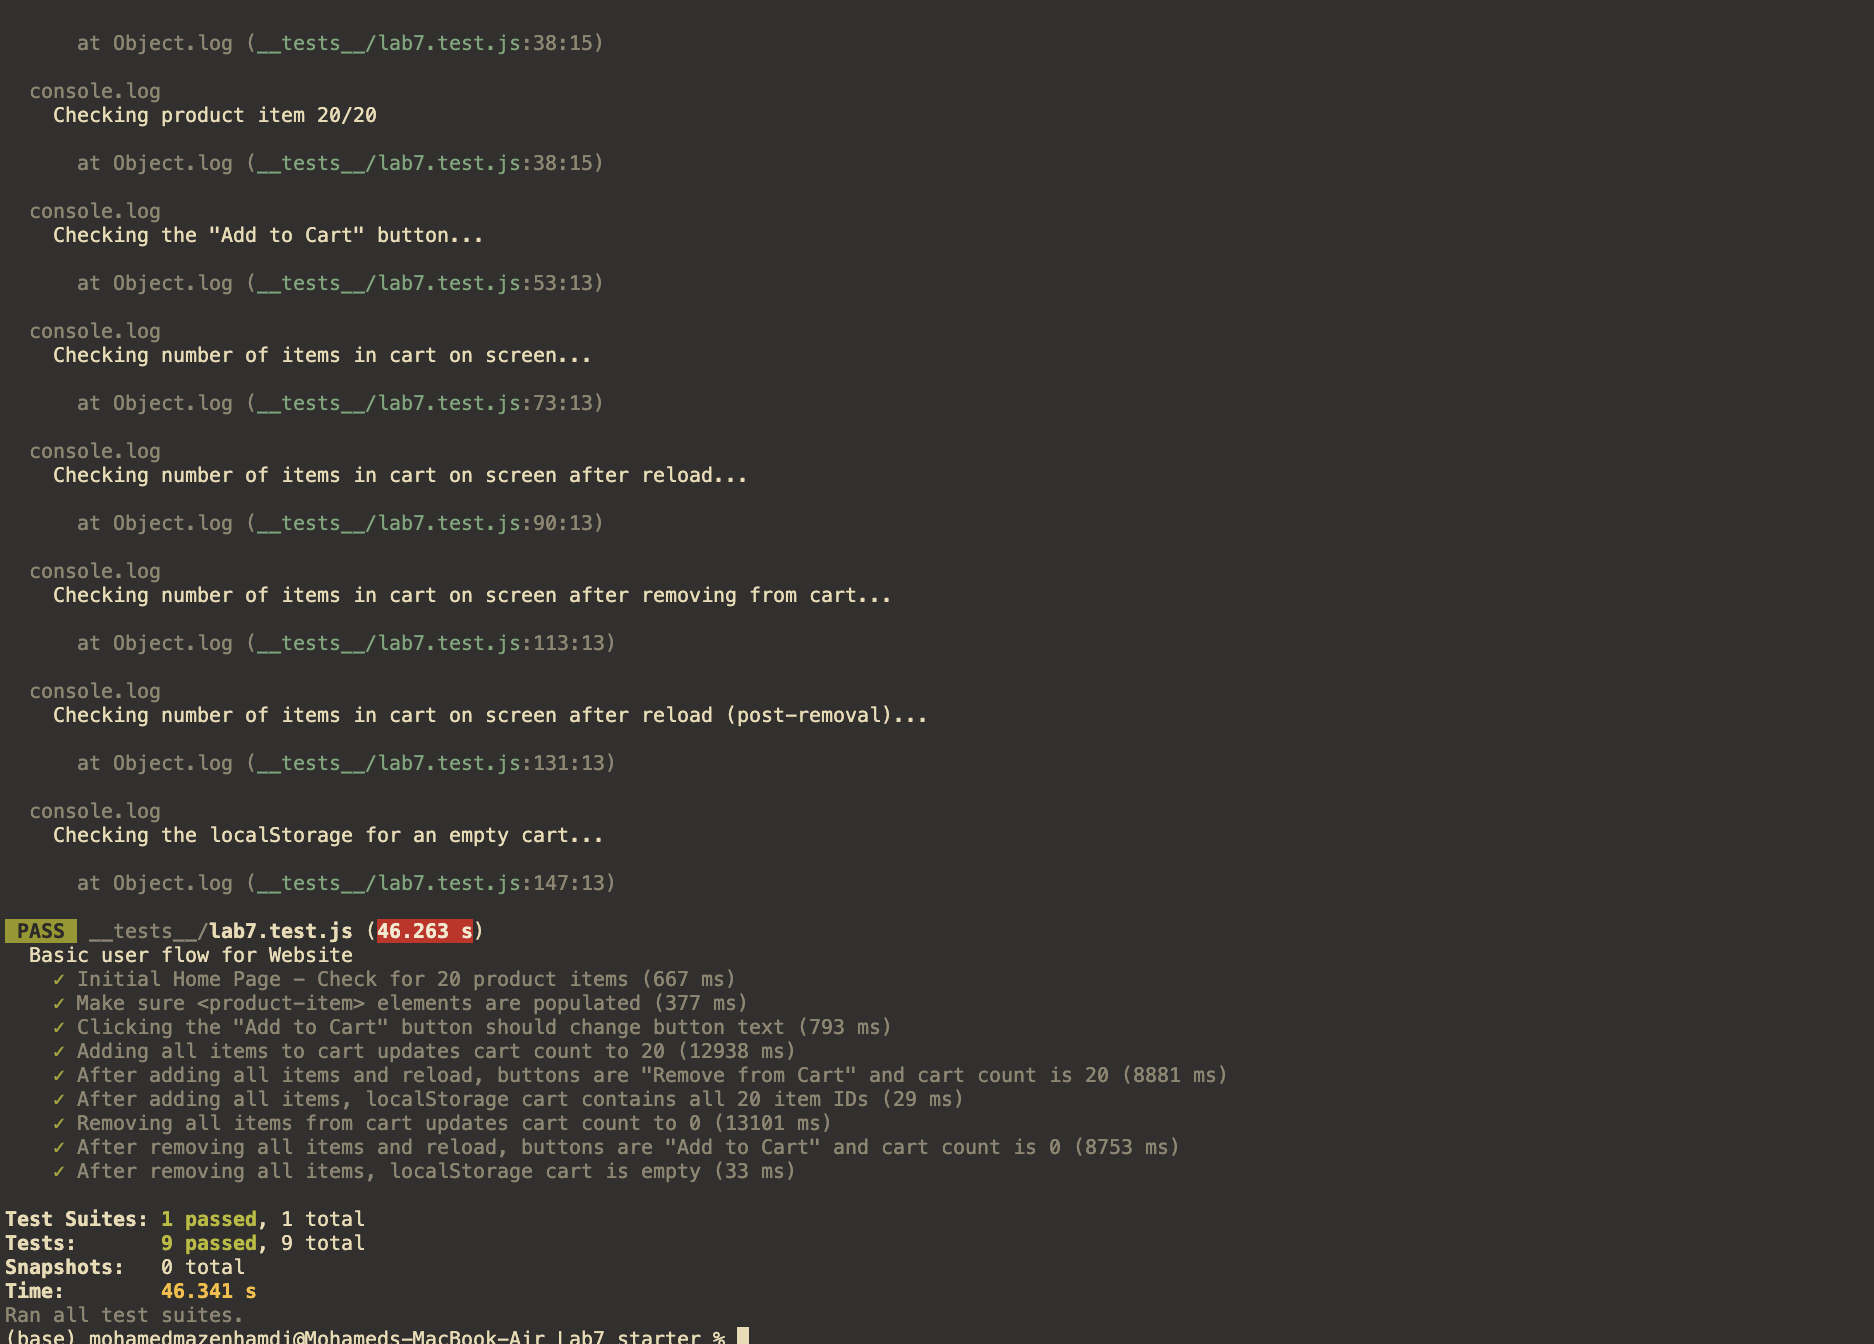 at Object.log (__tests__/lab7.test.js:38:15)
console.log
Checking product item 20/20
at Object.log (__tests__/lab7.test.js:38:15)
console.log
Checking the "Add to Cart" button...
at Object.log (__tests__/lab7.test.js:53:13)
console.log
Checking number of items in cart on screen...
at Object.log (__tests__/lab7.test.js:73:13)
console.log
Checking number of items in cart on screen after reload...
at Object.log (__tests__/lab7.test.js:90:13)
console.log
Checking number of items in cart on screen after removing from cart...
at Object.log (__tests__/lab7.test.js:113:13)
console.log
Checking number of items in cart on screen after reload (post-removal)...
at Object.log (__tests__/lab7.test.js:131:13)
console.log
Checking the localStorage for an empty cart...
at Object.log (__tests__/lab7.test.js:147:13)
PASS __tests__/lab7.test.js (46.263 s)
Basic user flow for Website
✓ Initial Home Page - Check for 20 product items (667 ms)
✓ Make sure <product-item> elements are populated (377 ms)
✓ Clicking the "Add to Cart" button should change button text (793 ms)
✓ Adding all items to cart updates cart count to 20 (12938 ms)
✓ After adding all items and reload, buttons are "Remove from Cart" and cart count is 20 (8881 ms)
✓ After adding all items, localStorage cart contains all 20 item IDs (29 ms)
✓ Removing all items from cart updates cart count to 0 (13101 ms)
✓ After removing all items and reload, buttons are "Add to Cart" and cart count is 0 (8753 ms)
✓ After removing all items, localStorage cart is empty (33 ms)
Test Suites: 1 passed, 1 total
Tests: 9 passed, 9 total
Snapshots: 0 total
Time: 46.341 s
Ran all test suites.
(base) mohamedmazenhamdi@Mohameds-MacBook-Air Lab7_starter %